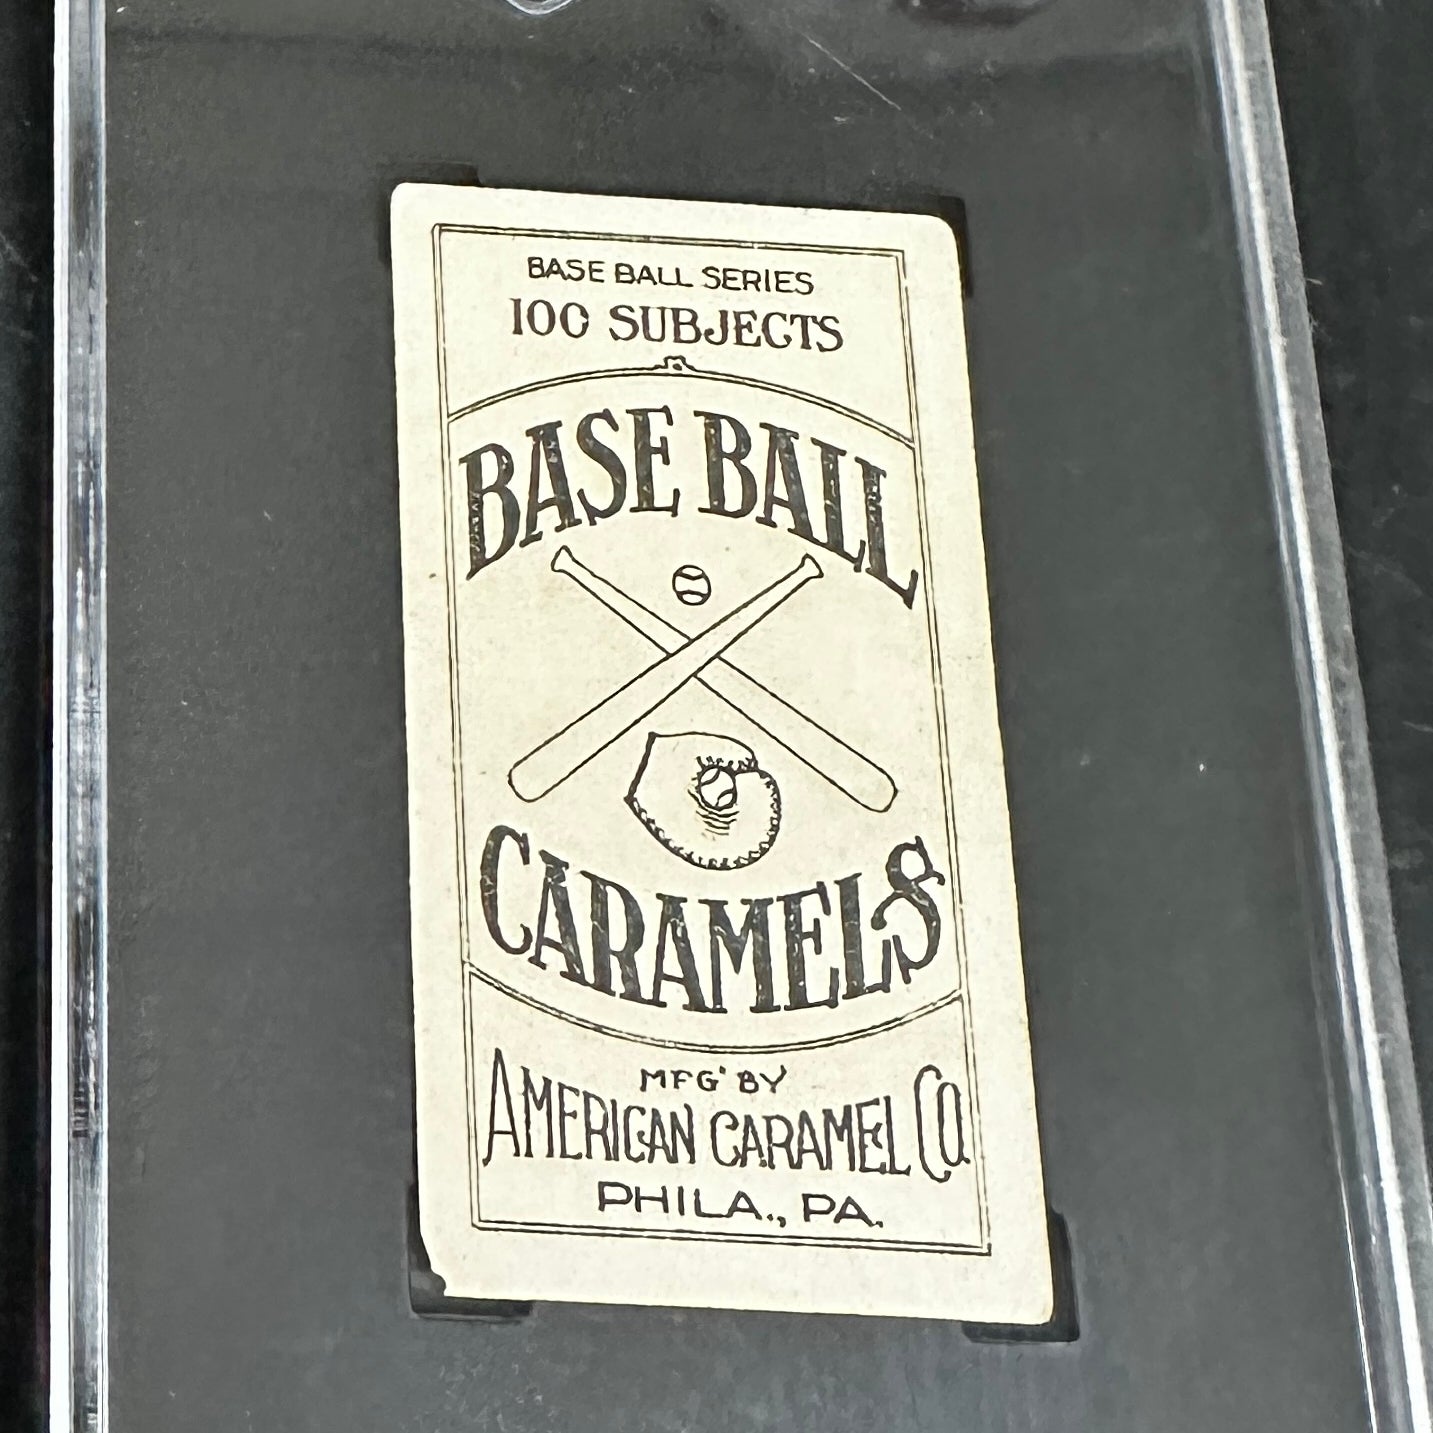 BASE BALL SERIES
100 SUBJECTS
BASE BALL
CARAMELS
MFG' BY
AMERICAN CARAMEL CO.
PHILA., PA.